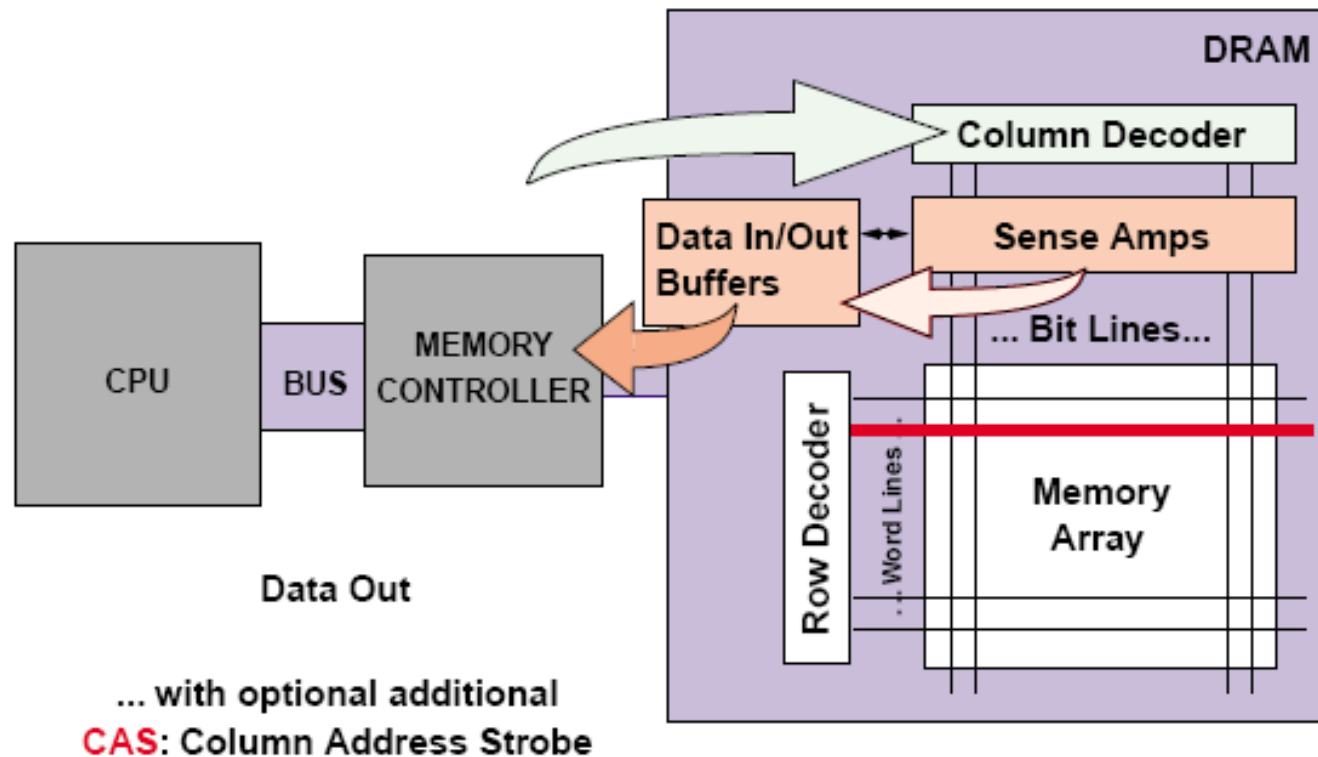 DRAM
Column Decoder
Data In/Out
Buffers
Sense Amps
... Bit Lines...
CPU
BUS
MEMORY
CONTROLLER
Row Decoder
... Word Lines ...
Memory
Array
Data Out
... with optional additional
CAS: Column Address Strobe